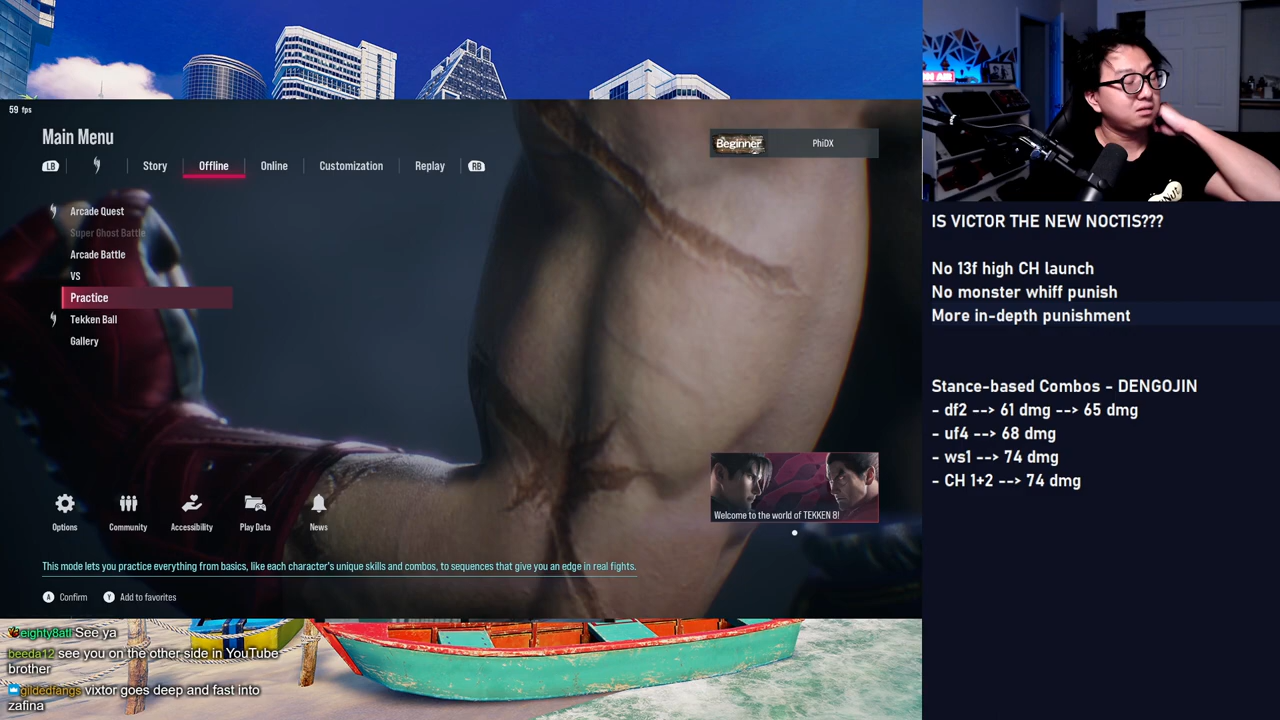 59 fps
Main Menu
LB Story Offline Online Customization Replay RB
Beginner PhiDX
Arcade Quest
Super Ghost Battle
Arcade Battle
VS
Practice
Tekken Ball
Gallery
Welcome to the world of TEKKEN 8!
Options Community Accessibility Play Data News
This mode lets you practice everything from basics, like each character's unique skills and combos, to sequences that give you an edge in real fights.
A Confirm Y Add to favorites
eighty8ati See ya
beeda12 see you on the other side in YouTube
brother
gildedfangs vixtor goes deep and fast into
zafina
AIR
IS VICTOR THE NEW NOCTIS???
No 13f high CH launch
No monster whiff punish
More in-depth punishment
Stance-based Combos - DENGOJIN
- df2 --> 61 dmg --> 65 dmg
- uf4 --> 68 dmg
- ws1 --> 74 dmg
- CH 1+2 --> 74 dmg